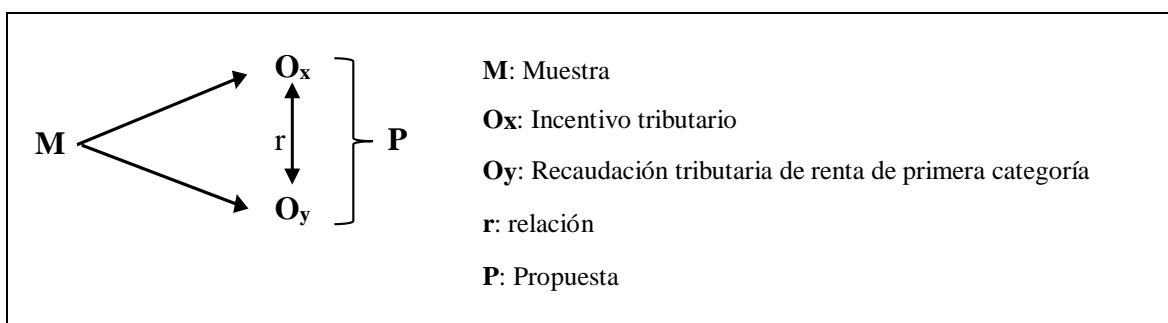 Ox
M
r
P
Oy
M: Muestra
Ox: Incentivo tributario
Oy: Recaudación tributaria de renta de primera categoría
r: relación
P: Propuesta